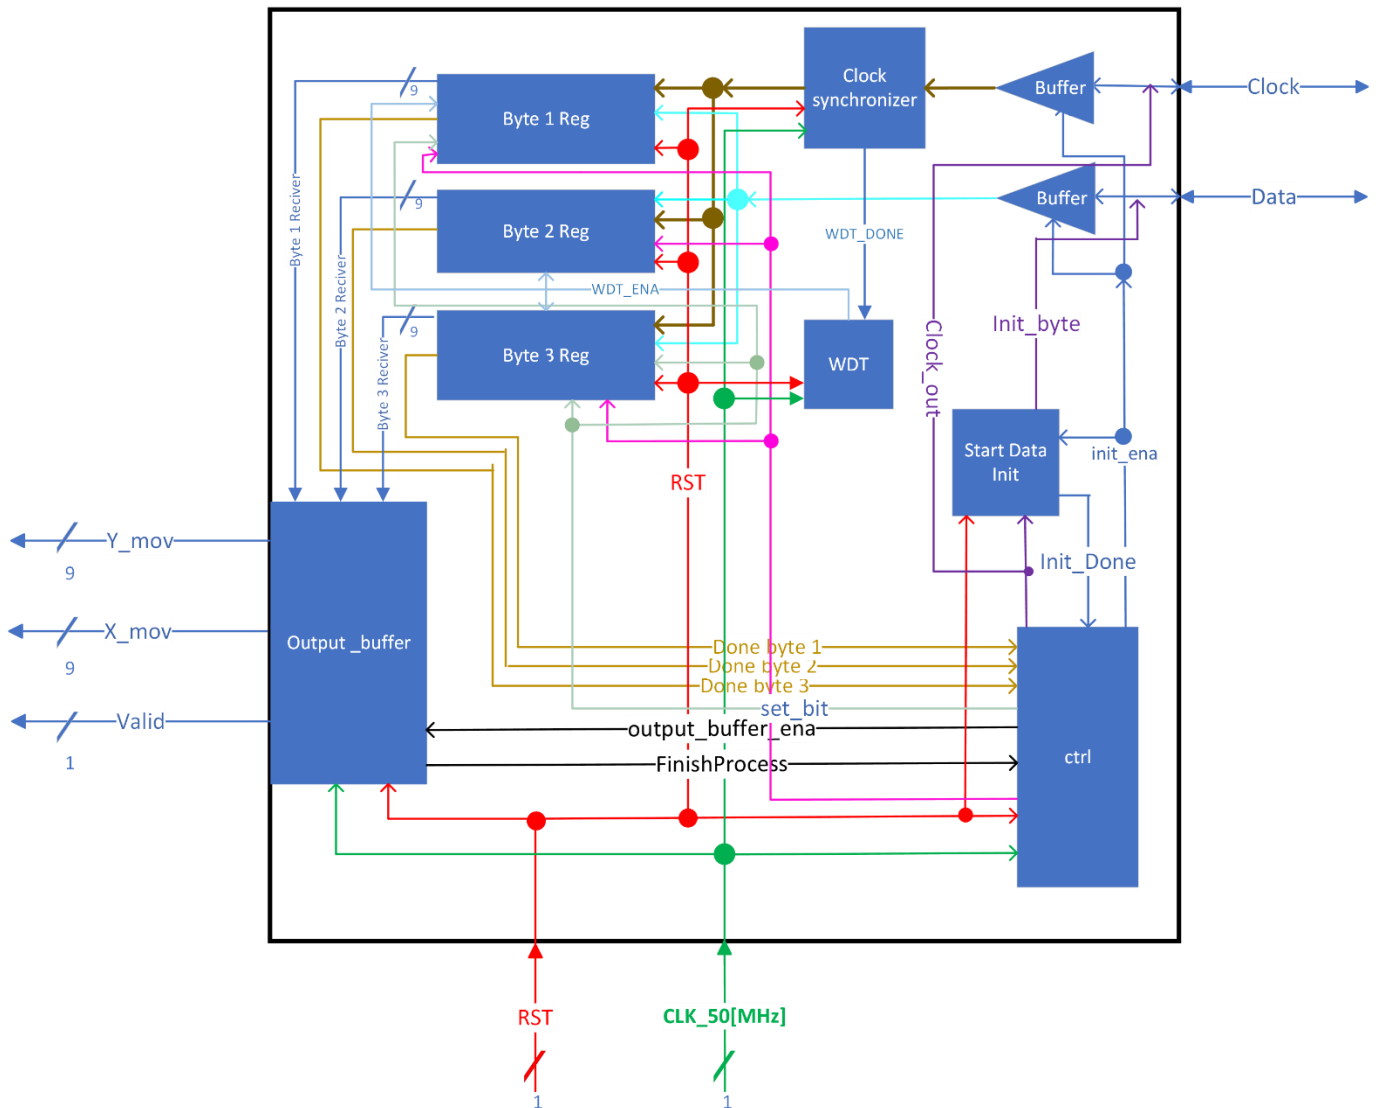 Clock
synchronizer
Buffer
Clock
9
Byte 1 Reg
Buffer
Data
9
Byte 2 Reg
WDT_DONE
Byte 1 Reciver
Byte 2 Reciver
WDT_ENA
9
Byte 3 Reg
WDT
Init_byte
Clock_out
Byte 3 Reciver
Start Data
Init
init_ena
RST
Y_mov
9
Init_Done
X_mov
9
Output _buffer
Done byte 1
Done byte 2
Done byte 3
set_bit
Valid
1
output_buffer_ena
FinishProcess
ctrl
RST
CLK_50[MHz]
1
1